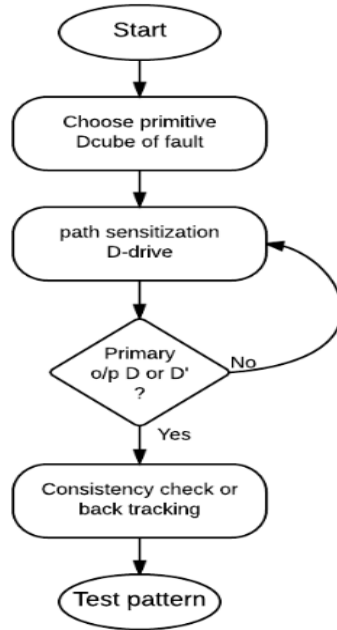 Start
Choose primitive
Dcube of fault
path sensitization
D-drive
Primary
o/p D or D'
?
No
Yes
Consistency check or
back tracking
Test pattern